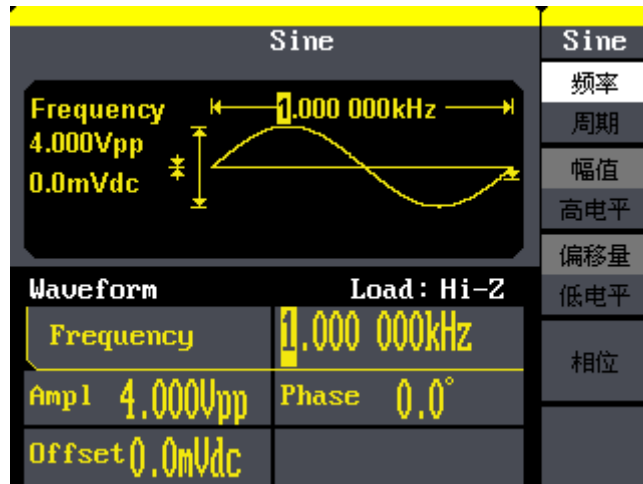 Sine
Frequency 1.000 000kHz
4.000Vpp
0.0mVdc
Waveform Load: Hi-Z
Frequency 1.000 000kHz
Ampl 4.000Vpp Phase 0.0°
Offset 0.0mVdc
Sine
频率
周期
幅值
高电平
偏移量
低电平
相位